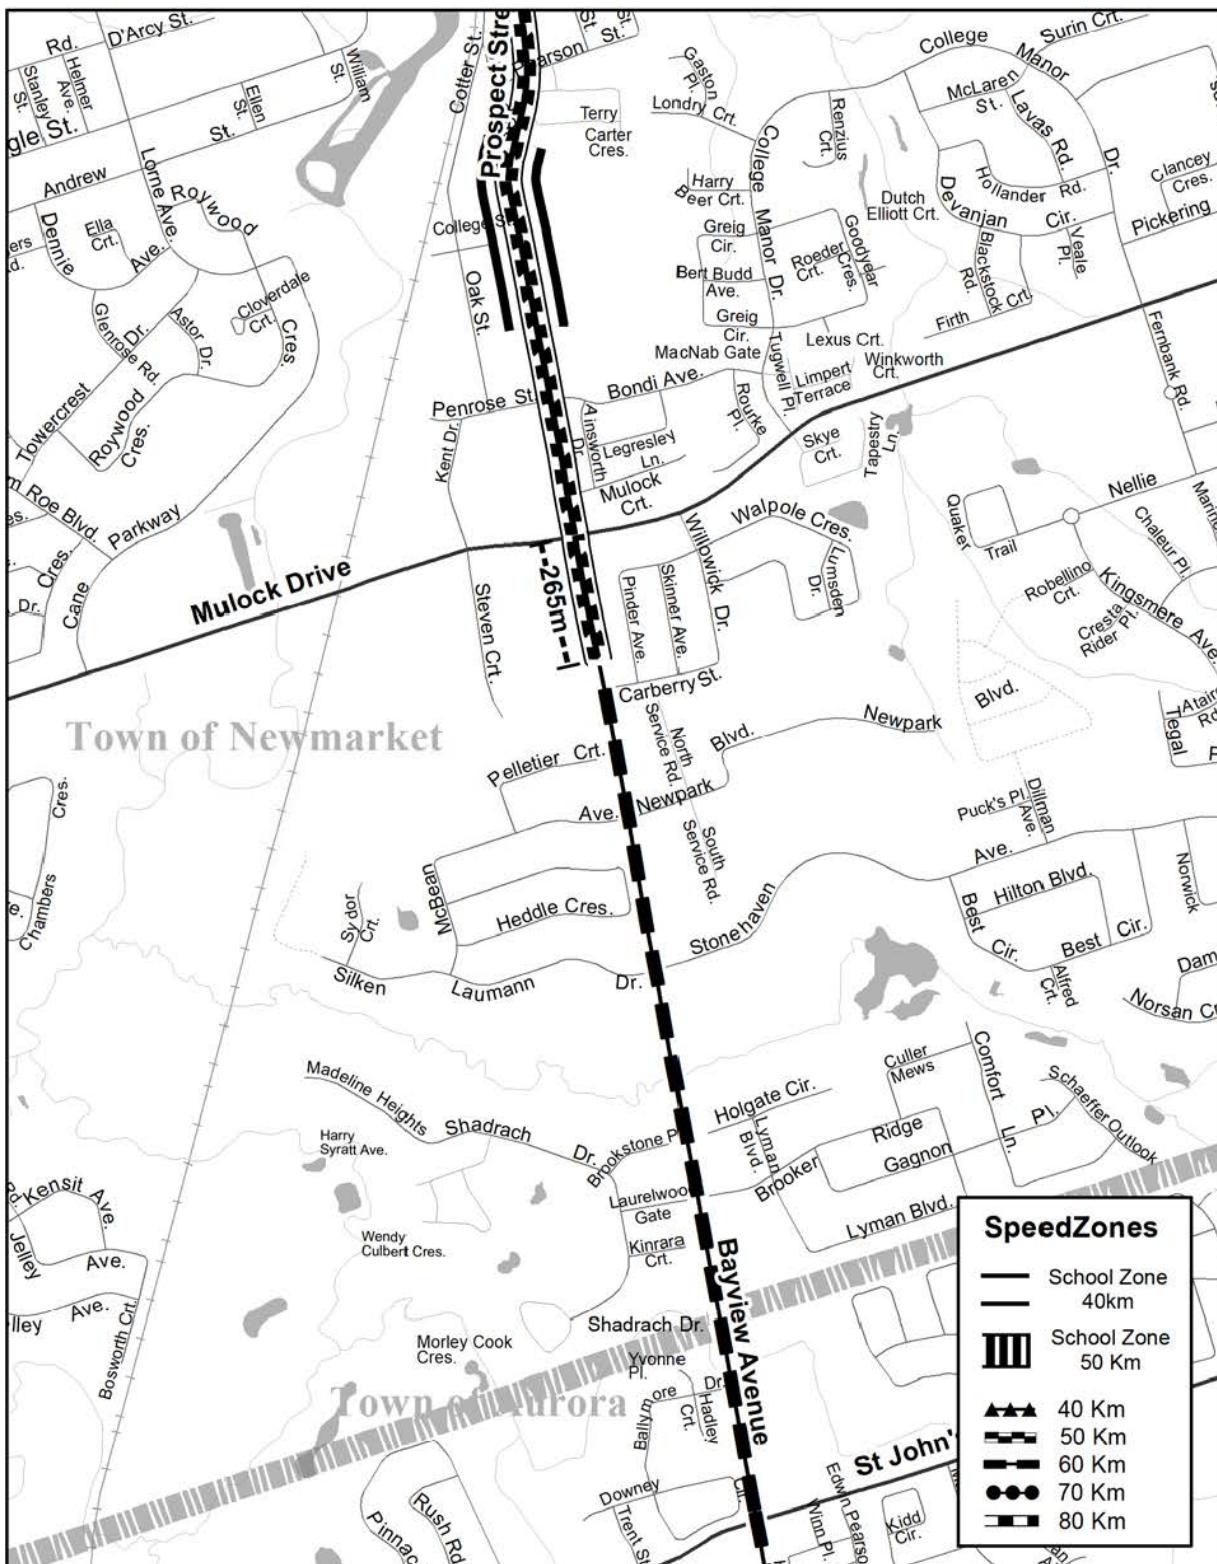 D'Arcy St.
Rd.
Stanley
St.
Helmer
Ave.
William
St.
Ellen
St.
St.
Andrew
Lorne Ave.
Roywood
Cres.
Dennie
Ave.
Ella
Crt.
Cloverdale
Crt.
Glenrose Rd.
Dr.
Astor Dr.
Towercrest
Roywood
Cres.
Roe Blvd.
Parkway
Cres.
Dr.
Cane
Mulock Drive
Cotter St.
Prospect Stre
St.
St.
Terry
Carter
Cres.
College St.
Oak St.
Penrose St.
Kent Dr.
Steven Crt.
265m
Gaston
Pl.
Londry Crt.
College
Manor
Dr.
Surin Crt.
McLaren
St.
Lavas Rd.
Renzius
Crt.
College
Manor Dr.
Harry
Beer Crt.
Greig
Cir.
Bert Budd
Ave.
Greig
Cir.
Roeder
Crt.
Goodyear
Cres.
Dutch
Elliott Crt.
Devanjan
Cir.
Hollander
Rd.
Backstock
Rd.
Veale
Pl.
Clancey
Cres.
Pickering
Firth
Crt.
Lexus Crt.
MacNab Gate
Tugwell Pl.
Limpert
Terrace
Winkworth
Crt.
Fernbank Rd.
Bondi Ave.
Rourke
Pl.
Ainsworth
Dr.
Legresley
Ln.
Mulock
Crt.
Skye
Crt.
Tapestry
Ln.
Walpole Cres.
Willowick
Dr.
Lumsden
Dr.
Pinder Ave.
Skinner Ave.
Carberry St.
Quaker
Trail
Nellie
Chaleur Pl.
Robellino
Crt.
Kingsmere Ave.
Cresta
Pl.
Rider
Blvd.
Tegal
Rd
Town of Newmarket
Pelletier Crt.
North
Service Rd.
Blvd.
Newpark
Ave.
Newpark
South
Service Rd.
Puck's Pl.
Dillman
Ave.
Ave.
Hilton Blvd.
Norwick
Best
Cir.
Best Cir.
Alfred
Crt.
Norsan
Cres.
Chambers
Sydor
Crt.
McBean
Heddle Cres.
Stonehaven
Silken
Laumann
Dr.
Madeline Heights
Shadrach
Dr.
Brookstone
Harry
Syratt Ave.
Holgate Cir.
Lyman
Blvd.
Culler
Mews
Comfort
Ln.
Schaeffer Outlook
Ridge
Pl.
Gagnon
Brooker
Lyman Blvd.
Kensit Ave.
Jelley
Ave.
Ave.
Bosworth Crt.
Wendy
Culbert Cres.
Gate
Kinrara
Crt.
Bayview Avenue
Shadrach Dr.
Morley Cook
Cres.
Yvonne
Pl.
Town of Aurora
Ballymore
Dr.
Crt.
Hadley
Downey
Cir.
Trent St
Pinnac
Rush Rd
St John's
Edwin
Pearso
Winn Pl.
Kidd
Cir.
SpeedZones
School Zone
40km
School Zone
50 Km
40 Km
50 Km
60 Km
70 Km
80 Km